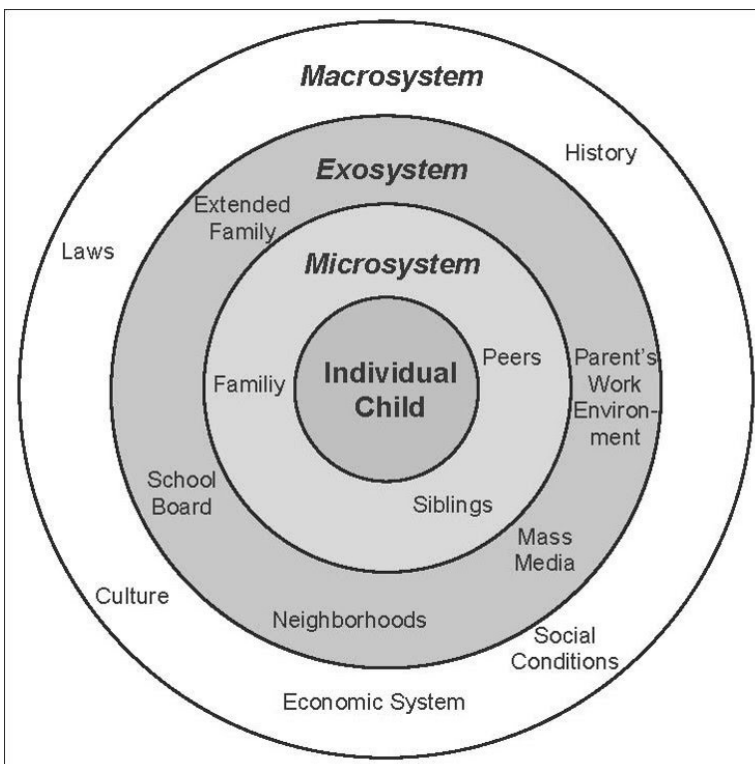 Macrosystem
History
Exosystem
Extended
Family
Laws
Microsystem
Peers
Parent's
Work
Environ-
ment
Familiy
Individual
Child
School
Board
Siblings
Mass
Media
Culture
Neighborhoods
Social
Conditions
Economic System